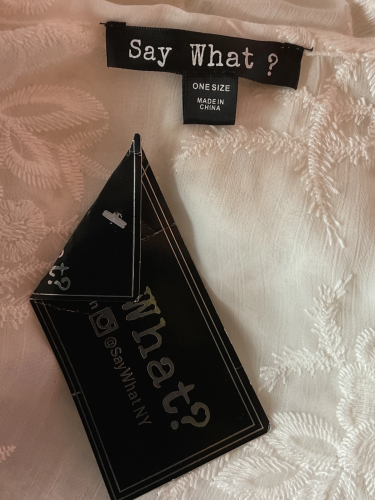 Say What ?
ONE SIZE
MADE IN
CHINA
What?
@SayWhatNY